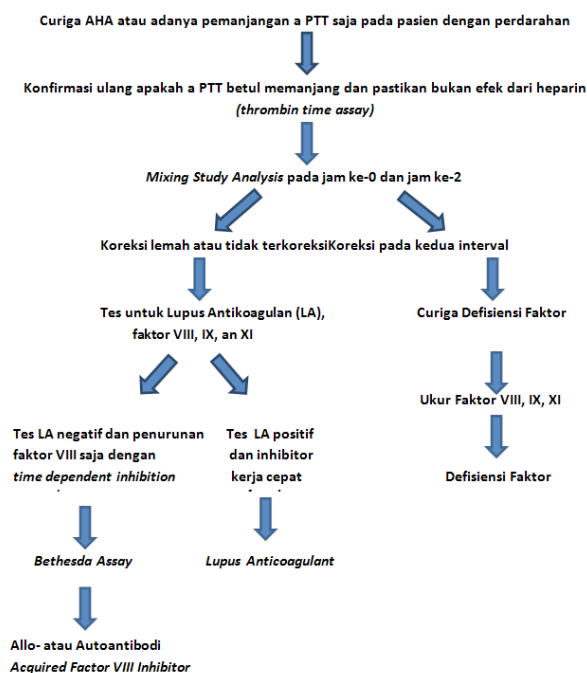 Curiga AHA atau adanya pemanjangan a PTT saja pada pasien dengan perdarahan
Konfirmasi ulang apakah a PTT betul memanjang dan pastikan bukan efek dari heparin
(thrombin time assay)
Mixing Study Analysis pada jam ke-0 dan jam ke-2
Koreksi lemah atau tidak terkoreksiKoreksi pada kedua interval
Tes untuk Lupus Antikoagulan (LA),
faktor VIII, IX, an XI
Curiga Defisiensi Faktor
Ukur Faktor VIII, IX, XI
Tes LA negatif dan penurunan
faktor VIII saja dengan
time dependent inhibition
Tes LA positif
dan inhibitor
kerja cepat
Defisiensi Faktor
Bethesda Assay
Lupus Anticoagulant
Allo- atau Autoantibodi
Acquired Factor VIII Inhibitor